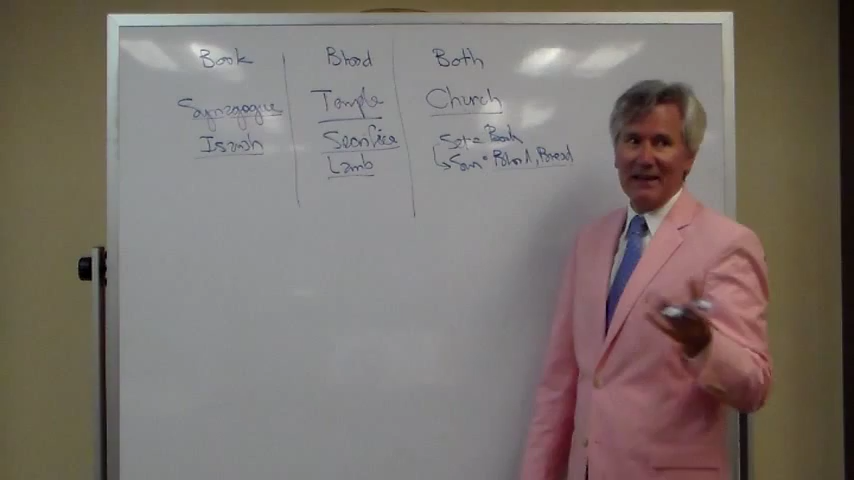 Book Blood Both
Synagogue Temple Church
Isaiah Sacrifice = Book
Lamb = Blood, Bread